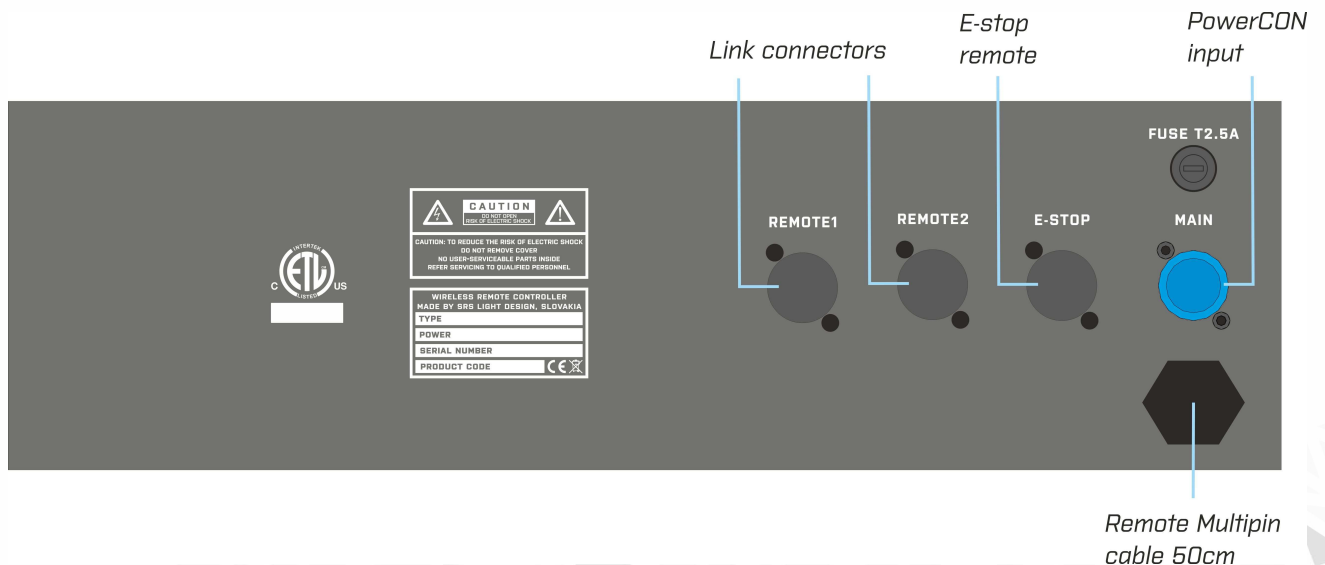 Link connectors
E-stop
remote
PowerCON
input
FUSE T2.5A
REMOTE1
REMOTE2
E-STOP
MAIN
CAUTION
DO NOT OPEN
RISK OF ELECTRIC SHOCK
CAUTION: TO REDUCE THE RISK OF ELECTRIC SHOCK
DO NOT REMOVE COVER
NO USER-SERVICEABLE PARTS INSIDE
REFER SERVICING TO QUALIFIED PERSONNEL
INTERTEK
ETL
C US
LISTED
WIRELESS REMOTE CONTROLLER
MADE BY SRS LIGHT DESIGN, SLOVAKIA
TYPE
POWER
SERIAL NUMBER
PRODUCT CODE CE
Remote Multipin
cable 50cm